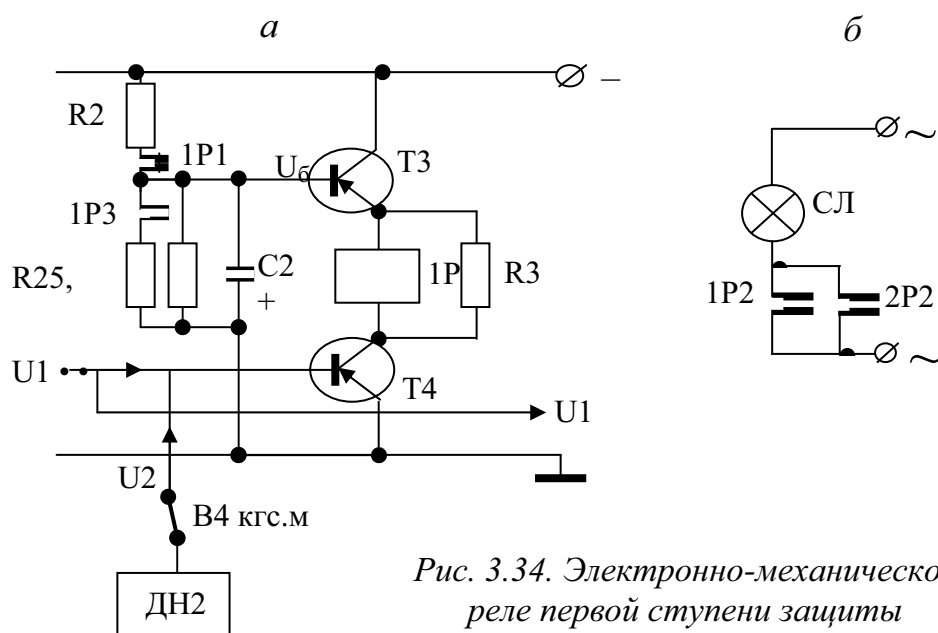 а
б
–
R2
1Р1
Uб
Т3
1Р3
R25,
С2
+
1Р
R3
U1
Т4
U1
U2
В4 кгс.м
ДН2
~
СЛ
1Р2
2Р2
~
Рис. 3.34. Электронно-механическо
реле первой ступени защиты